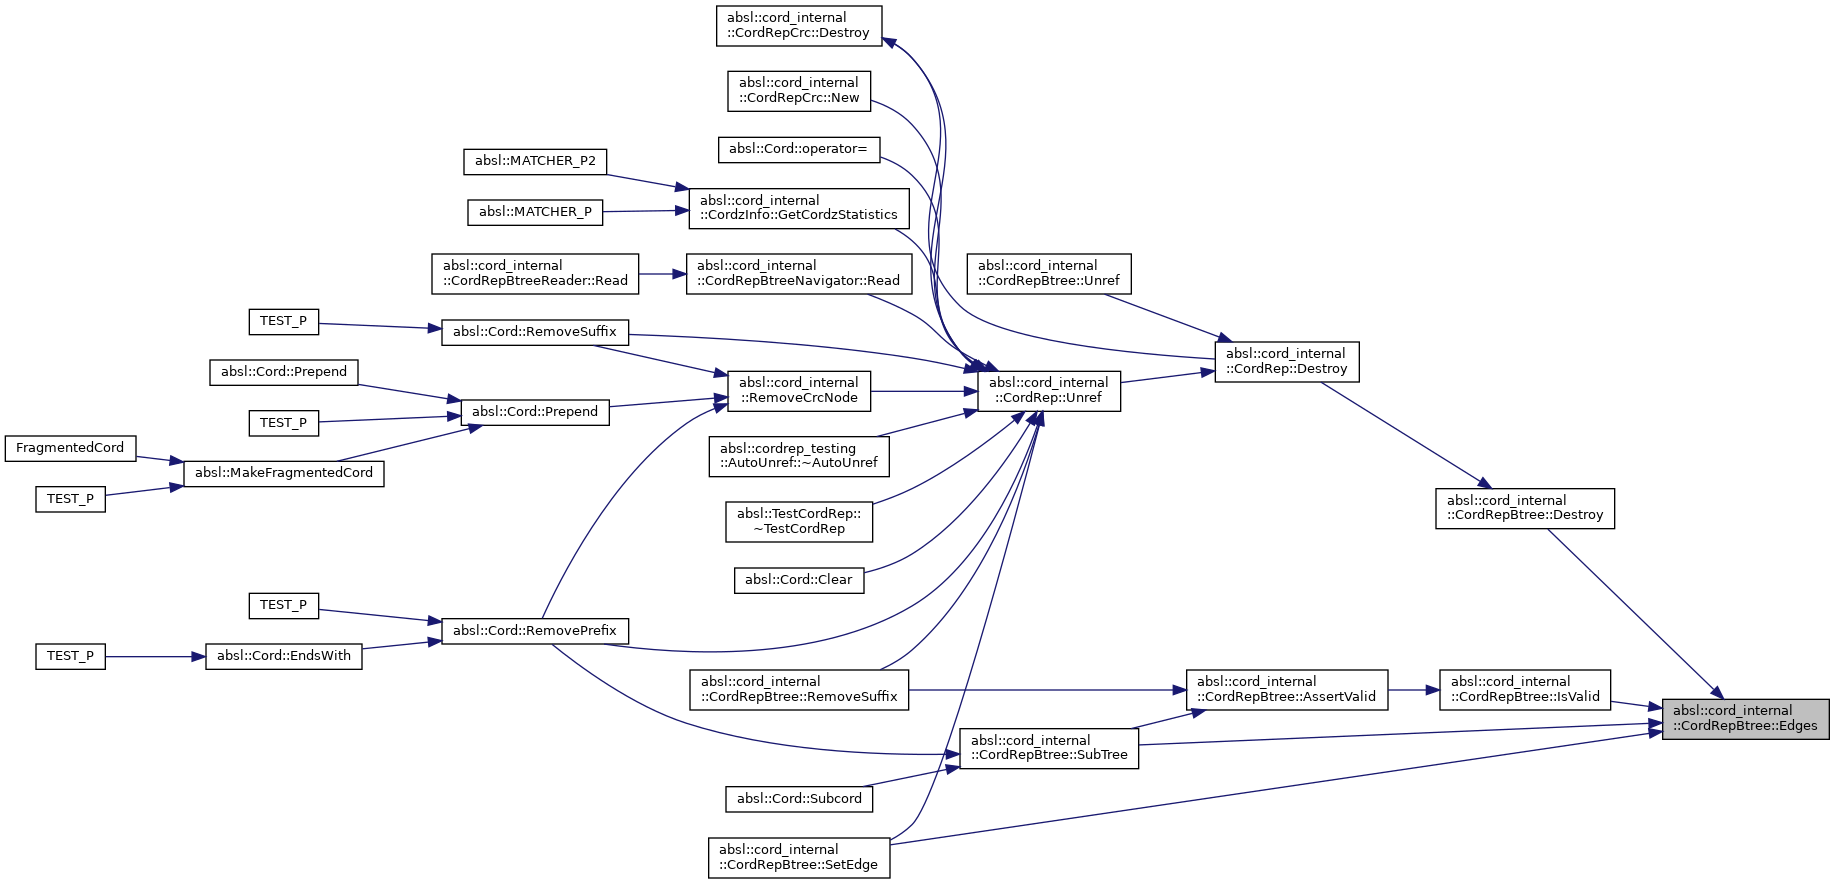 absl::cord_internal
::CordRepCrc::Destroy
absl::cord_internal
::CordRepCrc::New
absl::Cord::operator=
absl::MATCHER_P2
absl::cord_internal
::CordzInfo::GetCordzStatistics
absl::MATCHER_P
absl::cord_internal
::CordRepBtreeReader::Read
absl::cord_internal
::CordRepBtreeNavigator::Read
absl::cord_internal
::CordRepBtree::Unref
TEST_P
absl::Cord::RemoveSuffix
absl::cord_internal
::CordRep::Destroy
absl::Cord::Prepend
absl::cord_internal
::RemoveCrcNode
absl::cord_internal
::CordRep::Unref
TEST_P
absl::Cord::Prepend
FragmentedCord
absl::MakeFragmentedCord
absl::cordrep_testing
::AutoUnref::~AutoUnref
TEST_P
absl::TestCordRep::
~TestCordRep
absl::cord_internal
::CordRepBtree::Destroy
absl::Cord::Clear
TEST_P
absl::Cord::RemovePrefix
TEST_P
absl::Cord::EndsWith
absl::cord_internal
::CordRepBtree::RemoveSuffix
absl::cord_internal
::CordRepBtree::AssertValid
absl::cord_internal
::CordRepBtree::IsValid
absl::cord_internal
::CordRepBtree::Edges
absl::cord_internal
::CordRepBtree::SubTree
absl::Cord::Subcord
absl::cord_internal
::CordRepBtree::SetEdge